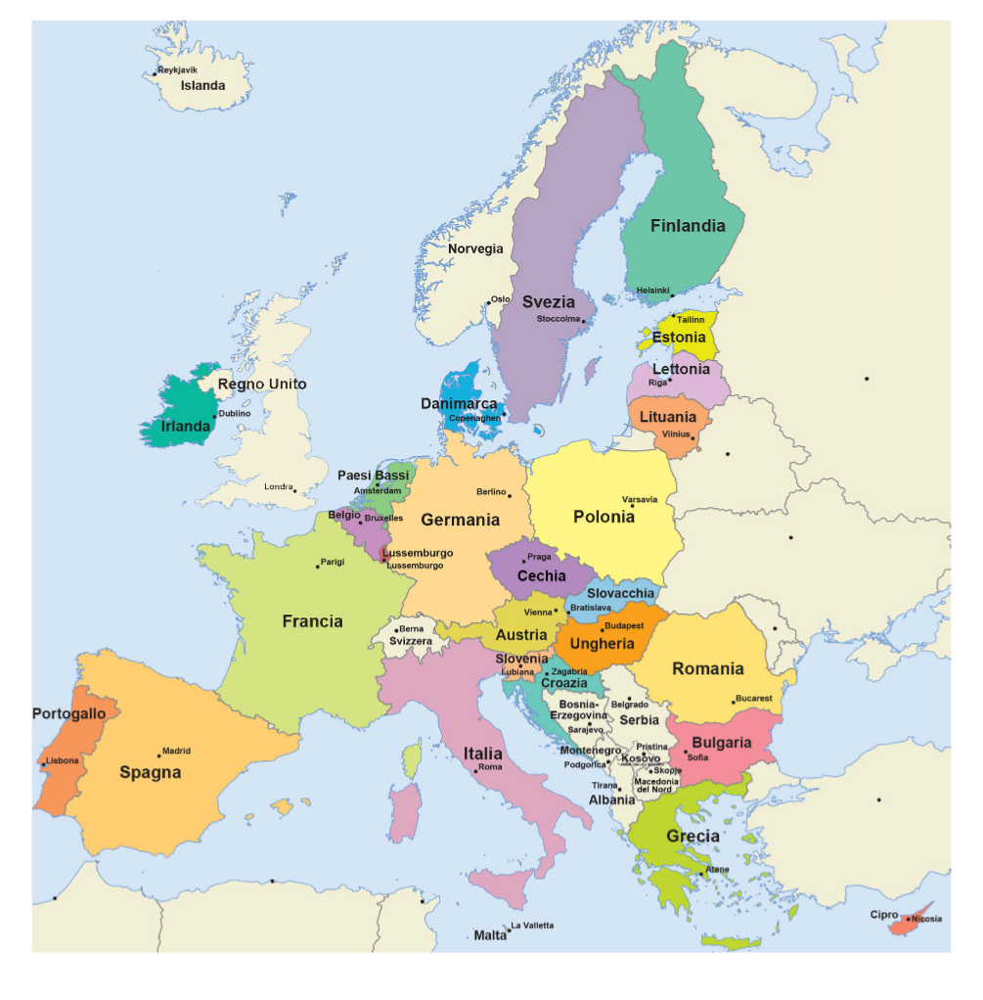 Reykjavik
Islanda
Finlandia
Norvegia
Helsinki
Oslo
Svezia
Stoccolma
Tallinn
Estonia
Lettonia
Riga
Regno Unito
Danimarca
Copenaghen
Dublino
Irlanda
Lituania
Vilnius
Paesi Bassi
Amsterdam
Londra
Berlino
Varsavia
Belgio
Bruxelles
Germania
Polonia
Lussemburgo
Lussemburgo
Parigi
Praga
Cechia
Slovacchia
Bratislava
Vienna
Francia
Berna
Svizzera
Austria
Budapest
Ungheria
Slovenia
Lubiana
Zagabria
Croazia
Romania
Bucarest
Portogallo
Bosnia-
Erzegovina
Sarajevo
Belgrado
Serbia
Lisbona
Madrid
Spagna
Italia
Roma
Montenegro
Podgorica
Pristina
Kosovo
Bulgaria
Sofia
Skopje
Macedonia
del Nord
Tirana
Albania
Grecia
Atene
Cipro
Nicosia
La Valletta
Malta